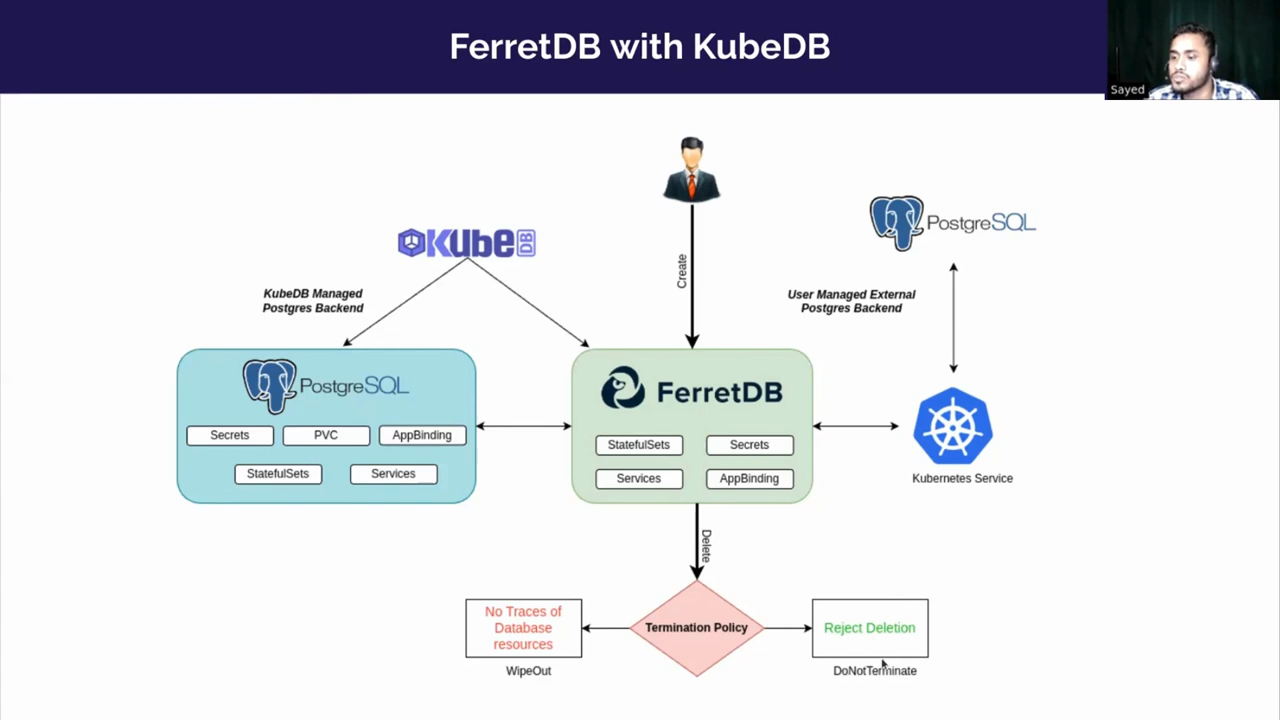 FerretDB with KubeDB
Sayed
KubeDB
PostgreSQL
Create
KubeDB Managed
Postgres Backend
User Managed External
Postgres Backend
PostgreSQL
Secrets
PVC
AppBinding
StatefulSets
Services
FerretDB
StatefulSets
Secrets
Services
AppBinding
Kubernetes Service
Delete
No Traces of
Database
resources
WipeOut
Termination Policy
Reject Deletion
DoNotTerminate